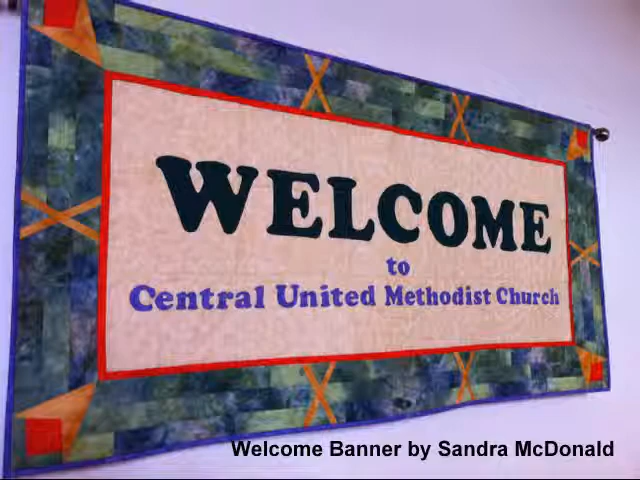 WELCOME
to
Central United Methodist Church
Welcome Banner by Sandra McDonald